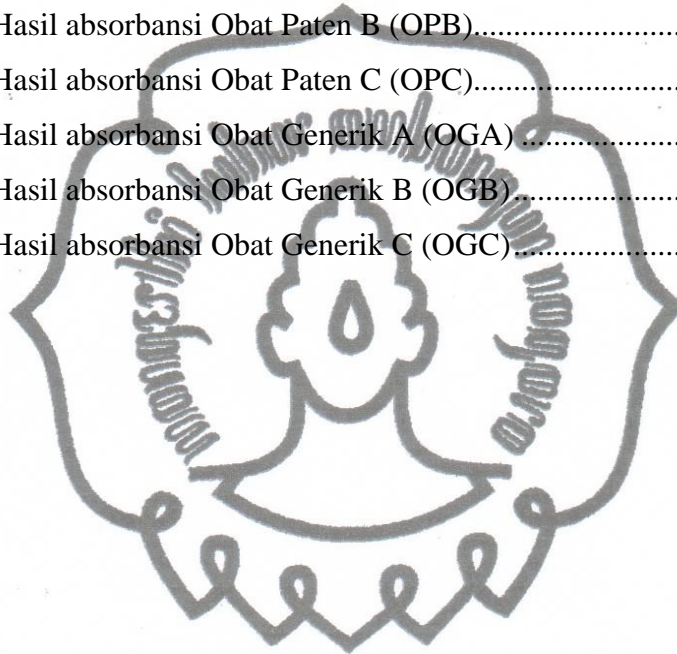 Hasil absorbansi Obat Paten B (OPB)..........................
Hasil absorbansi Obat Paten C (OPC)..........................
Hasil absorbansi Obat Generik A (OGA) ....................
Hasil absorbansi Obat Generik B (OGB).....................
Hasil absorbansi Obat Generik C (OGC).....................